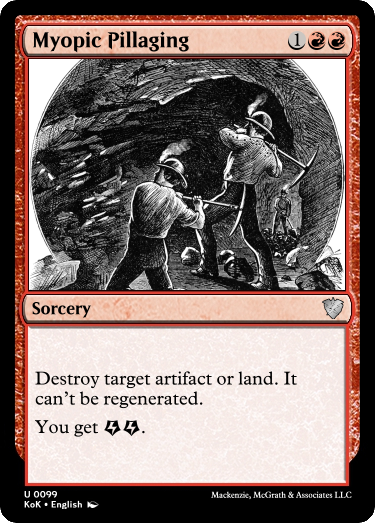 Myopic Pillaging 1
Sorcery
Destroy target artifact or land. It
can't be regenerated.
You get .
U 0099
KoK • English
Mackenzie, McGrath & Associates LLC